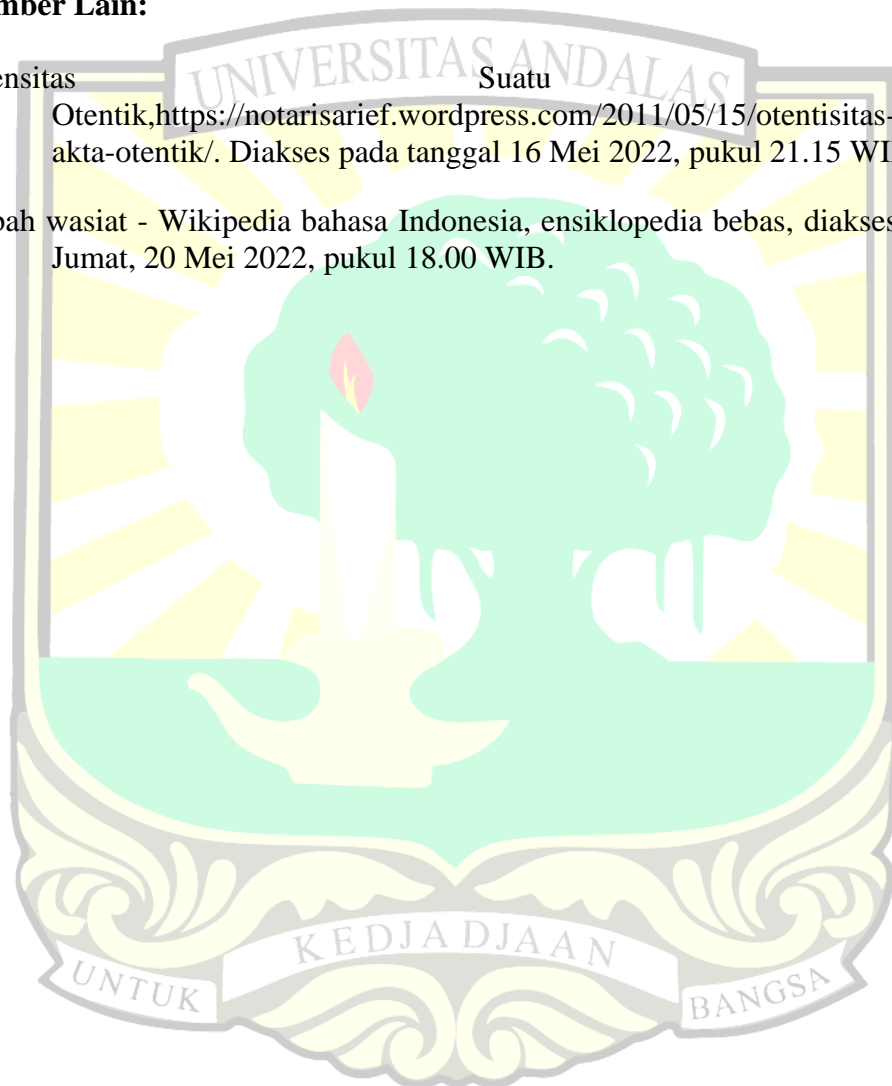 mber Lain:
UNIVERSITAS ANDALAS
ensitas Suatu
Otentik,https://notarisarief.wordpress.com/2011/05/15/otentisitas-
akta-otentik/. Diakses pada tanggal 16 Mei 2022, pukul 21.15 WI
bah wasiat - Wikipedia bahasa Indonesia, ensiklopedia bebas, diakses
Jumat, 20 Mei 2022, pukul 18.00 WIB.
KEDJADJAAN
UNTUK
BANGSA